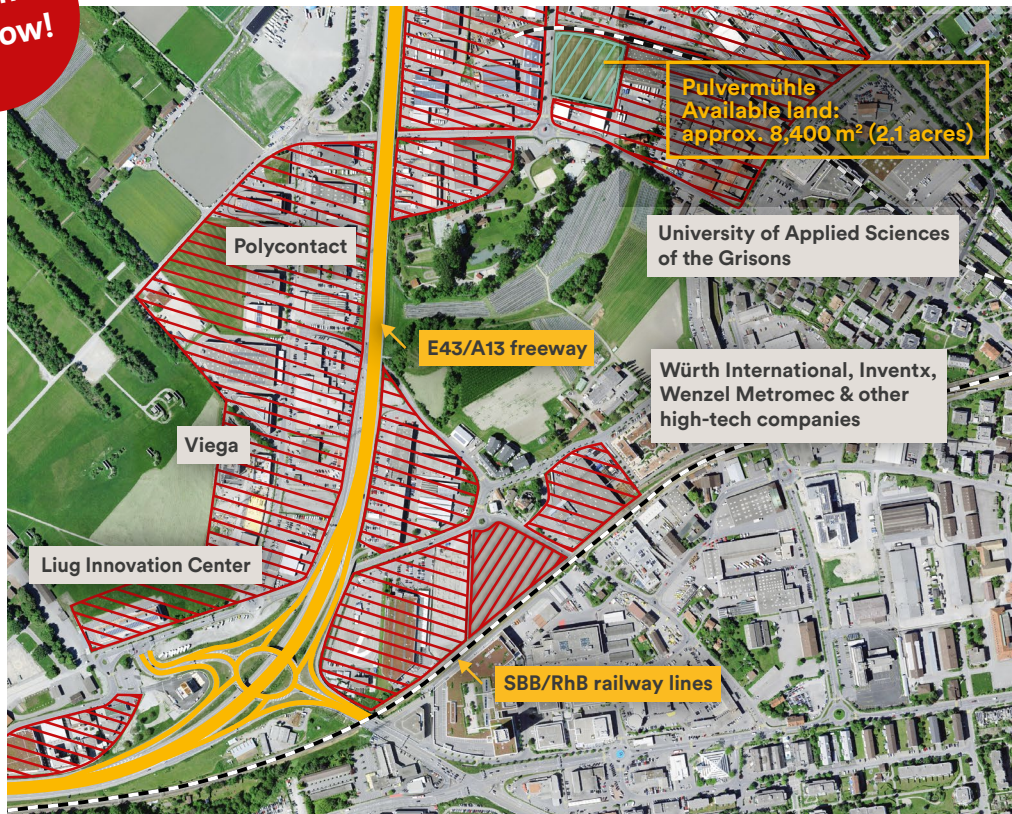 ow!
Pulvermühle
Available land:
approx. 8,400 m² (2.1 acres)
Polycontact
University of Applied Sciences
of the Grisons
E43/A13 freeway
Würth International, Inventx,
Wenzel Metromec & other
high-tech companies
Viega
Liug Innovation Center
SBB/RhB railway lines